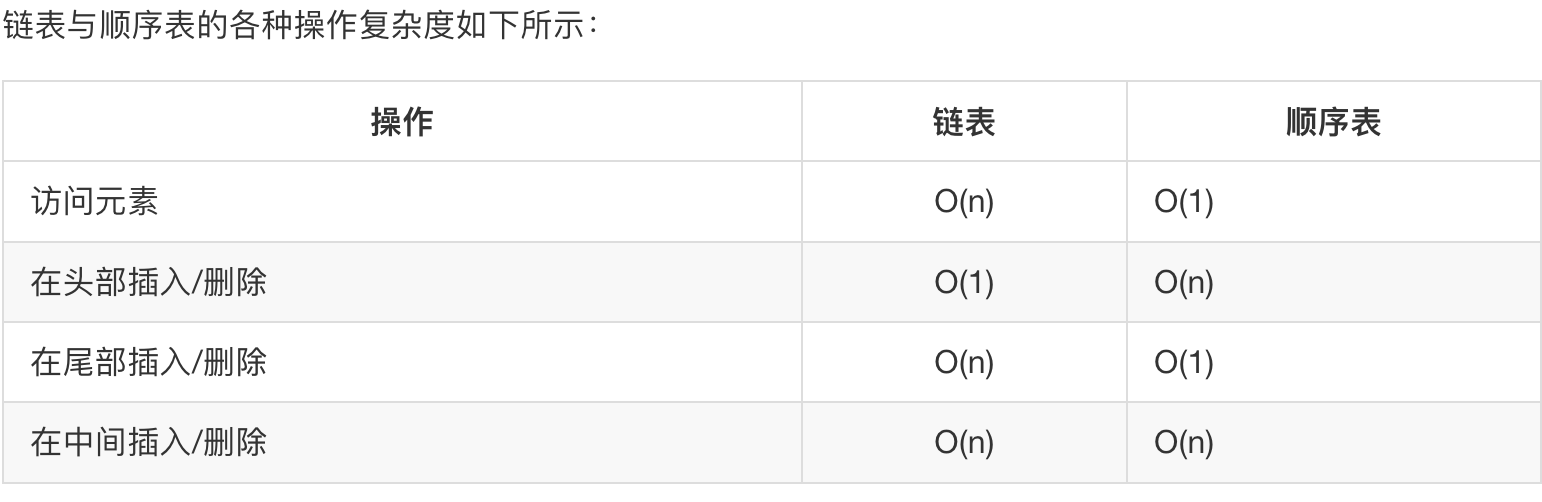 链表与顺序表的各种操作复杂度如下所示：
操作 链表 顺序表
访问元素 O(n) O(1)
在头部插入/删除 O(1) O(n)
在尾部插入/删除 O(n) O(1)
在中间插入/删除 O(n) O(n)